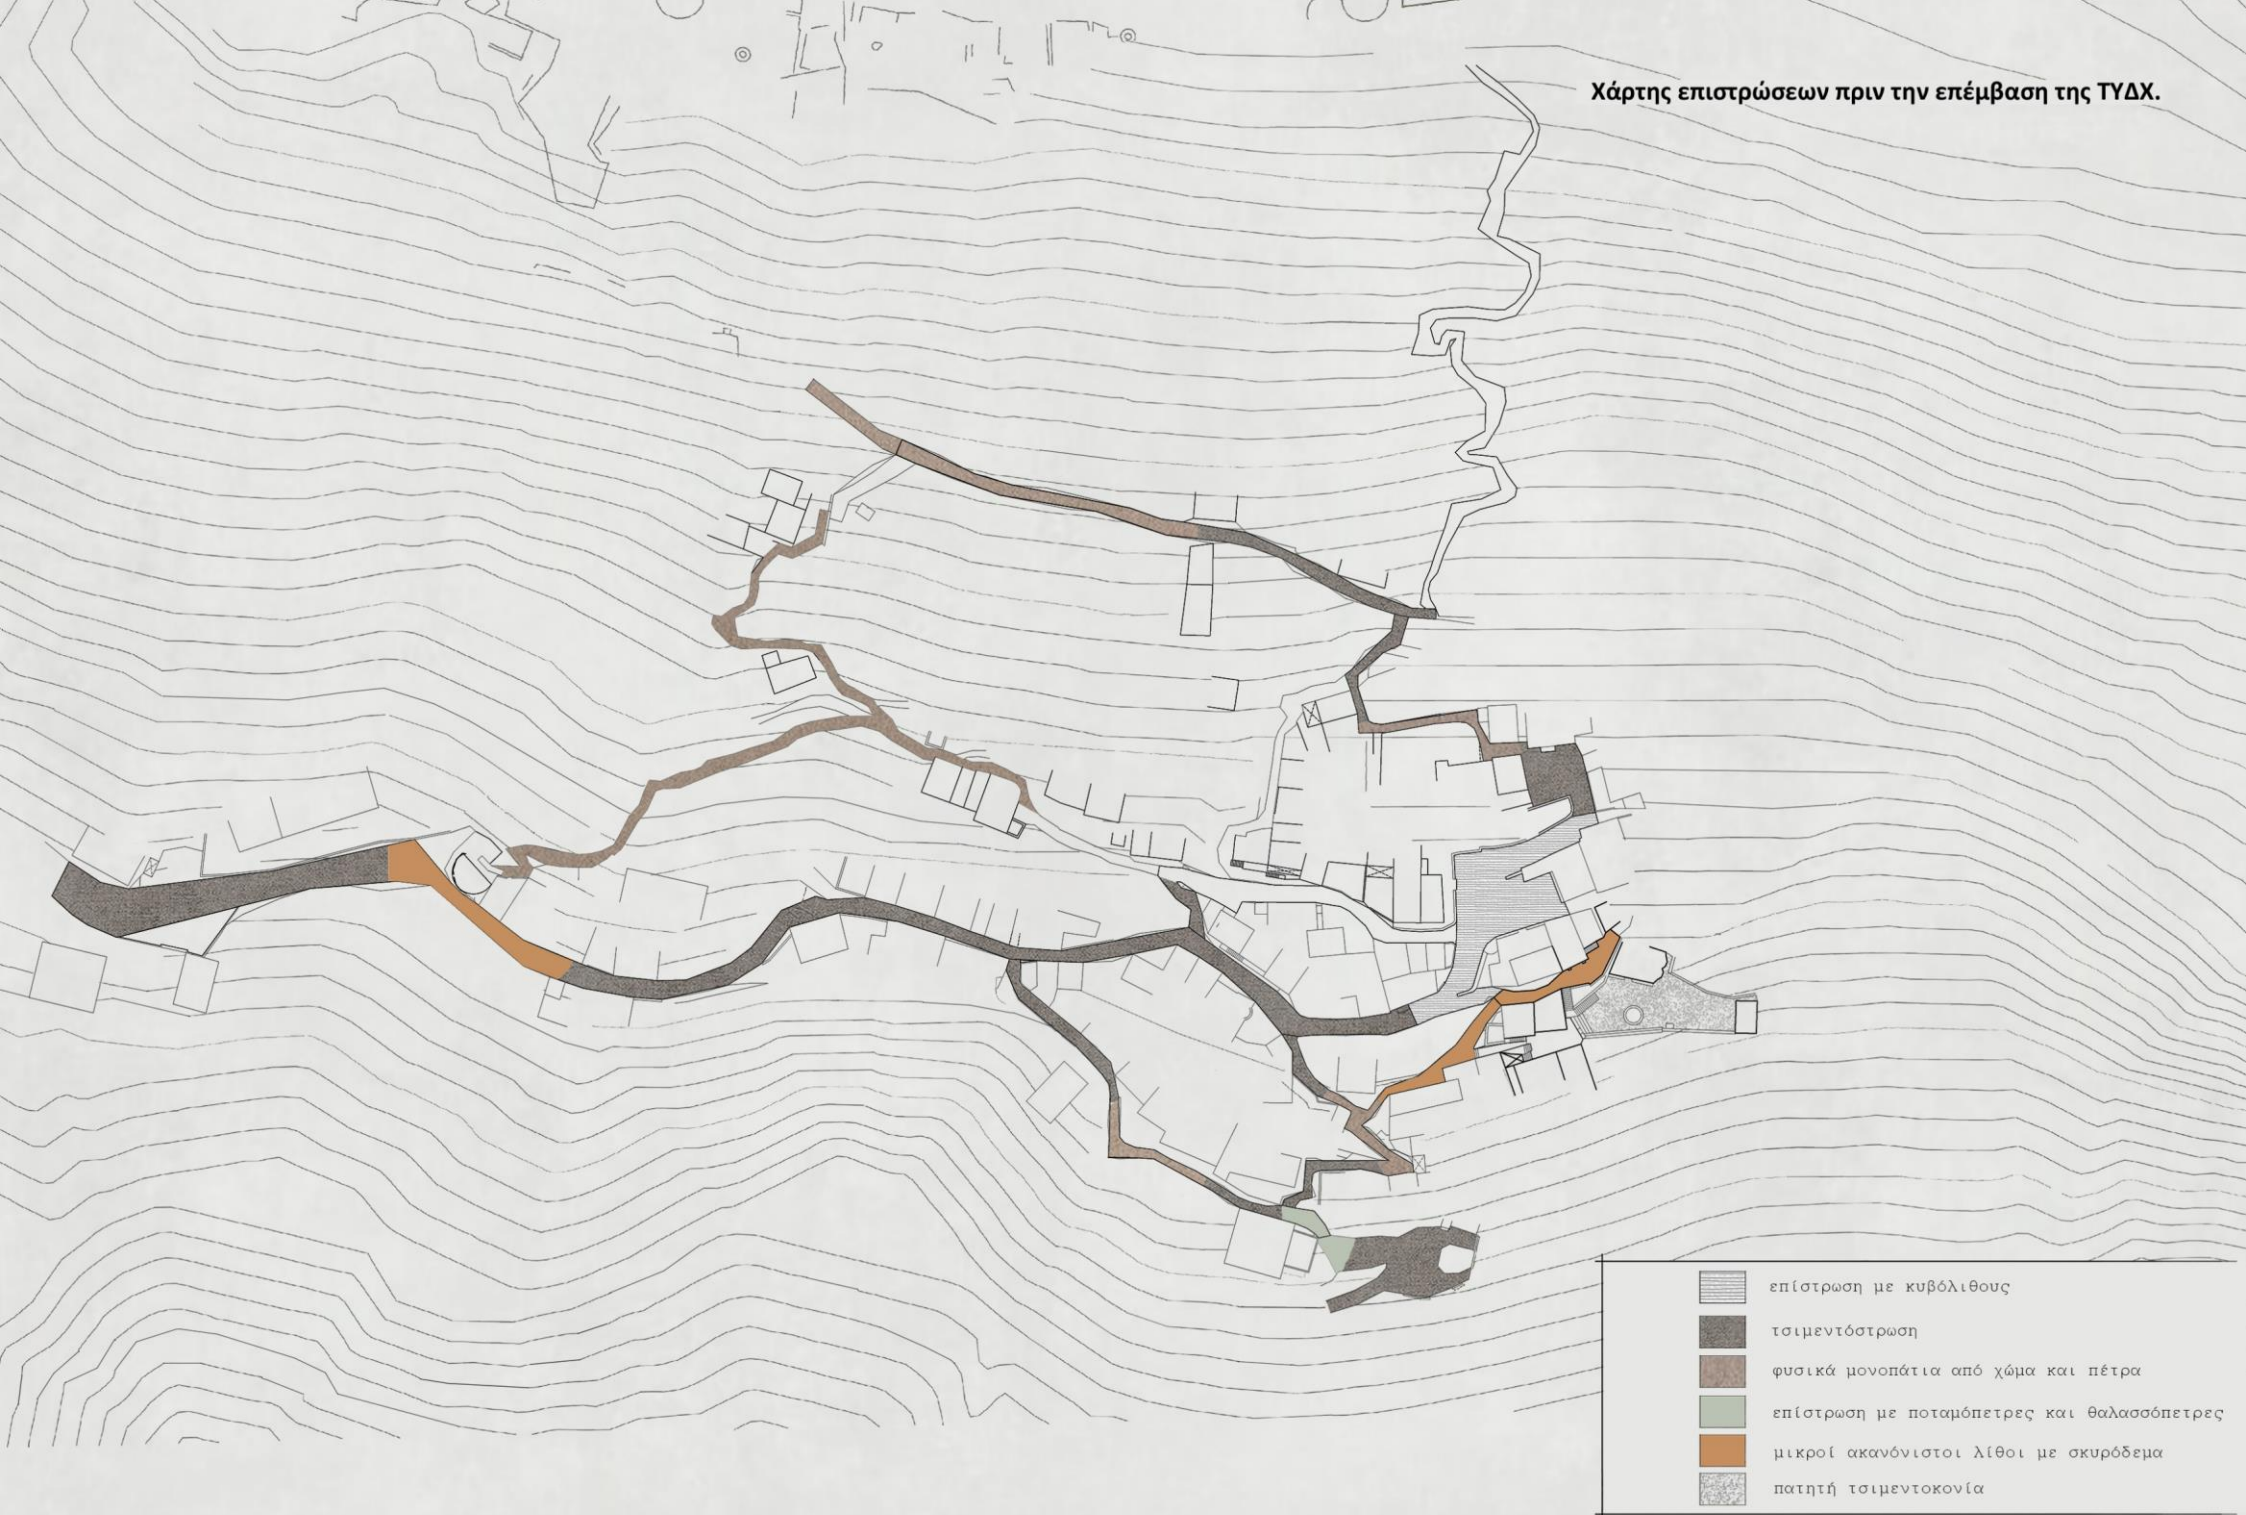 Χάρτης επιστρώσεων πριν την επέμβαση της ΤΥΔΧ.
επίστρωση με κυβόλιθους
τσιμεντόστρωση
φυσικά μονοπάτια από χώμα και πέτρα
επίστρωση με ποταμόπετρες και θαλασσόπετρες
μικροί ακανόνιστοι λίθοι με σκυρόδεμα
πατητή τσιμεντοκονία